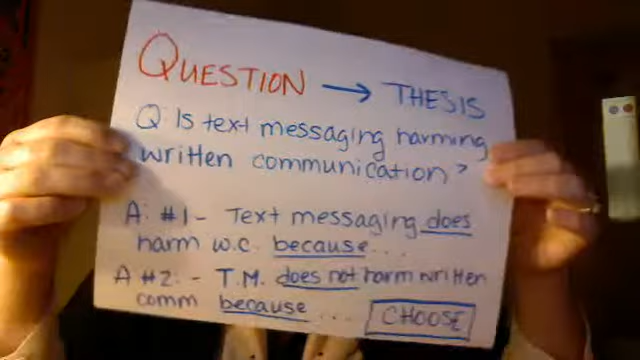 QUESTION → THESIS
Q: Is text messaging harming
written communication?
A: #1 - Text messaging does
harm w.c. because....
A #2: - T.M. does not harm written
comm because .... CHOOSE